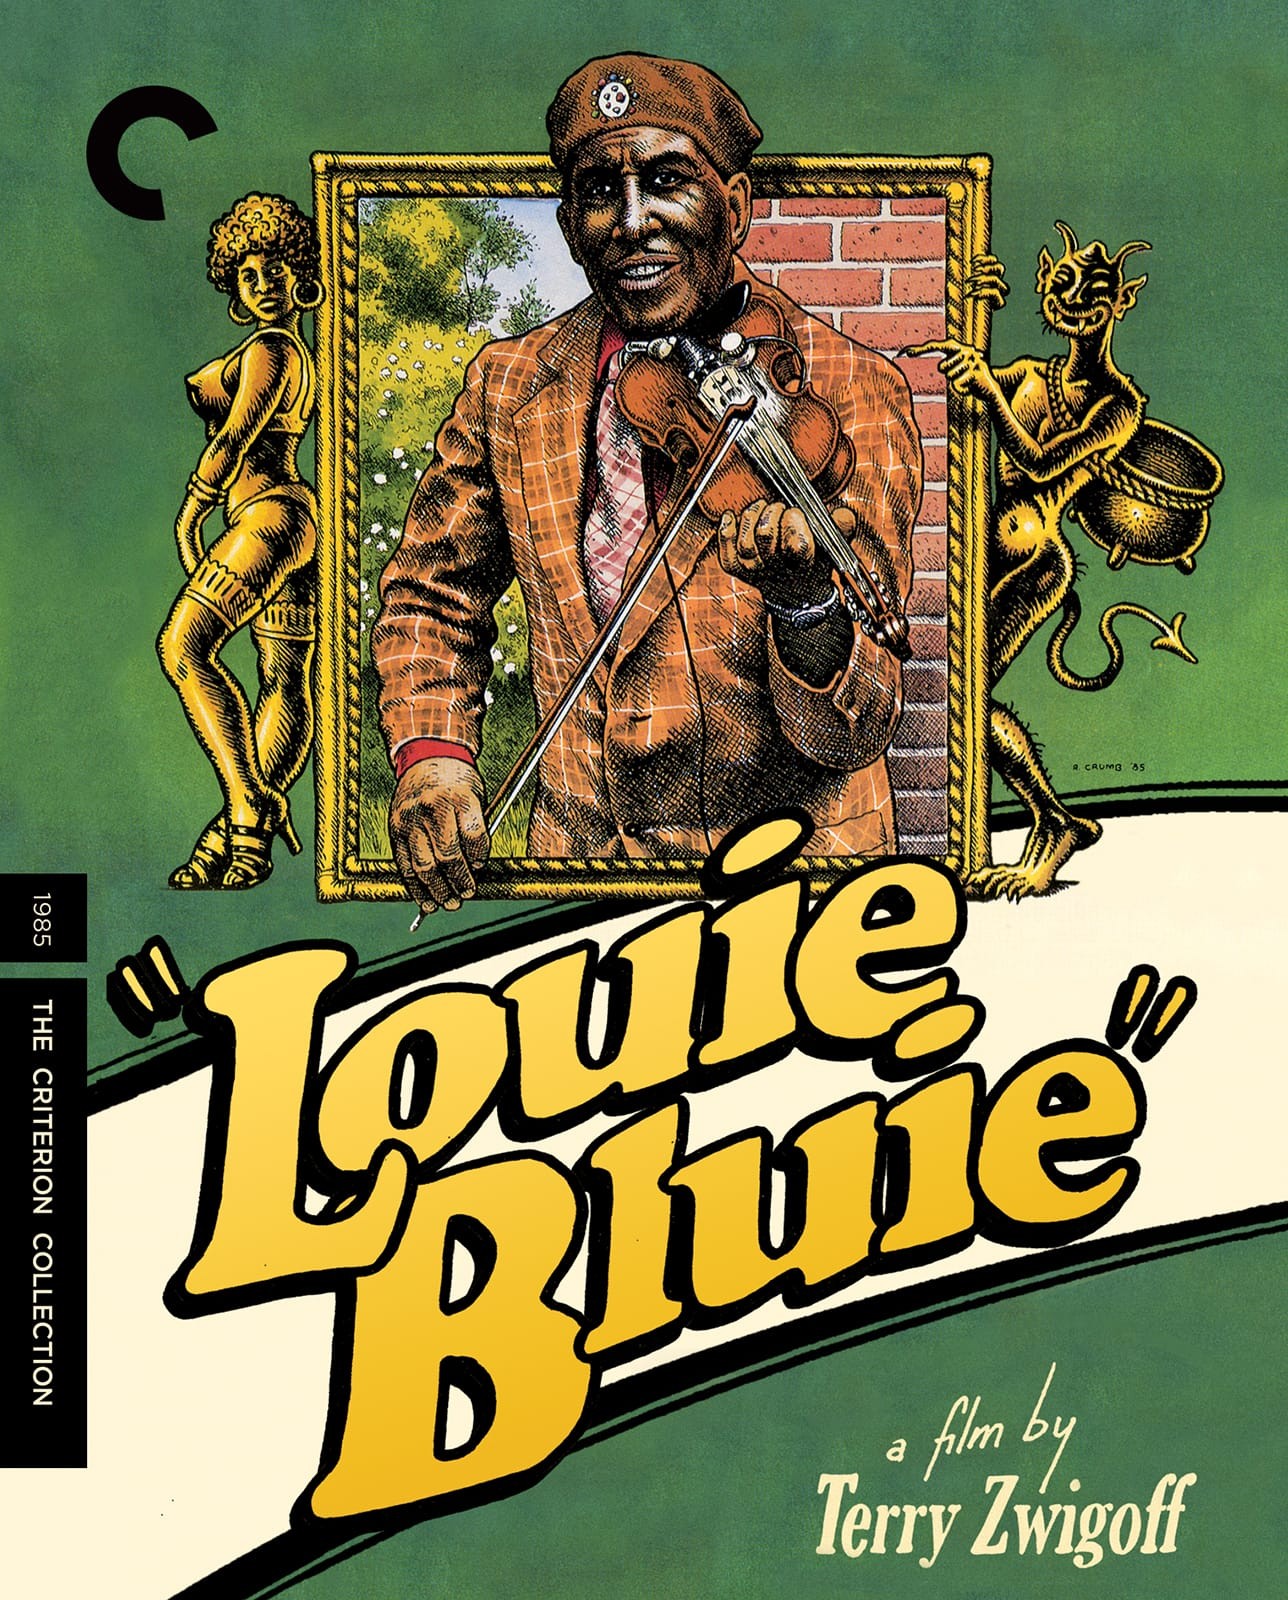 R. CRUMB '85
"Louie
Bluie"
1985
THE CRITERION COLLECTION
a film by
Terry Zwigoff